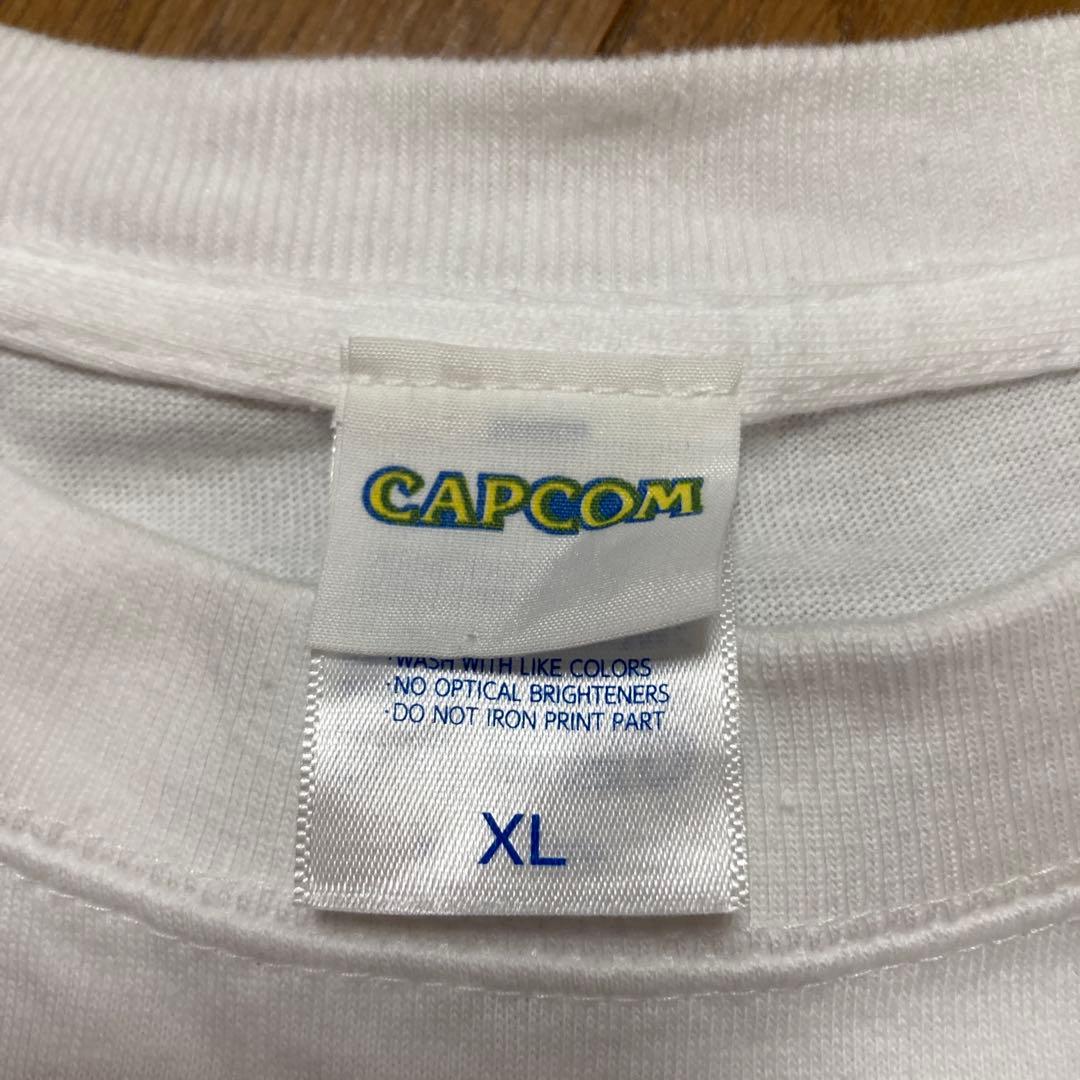 CAPCOM
·WASH WITH LIKE COLORS
·NO OPTICAL BRIGHTENERS
·DO NOT IRON PRINT PART
XL